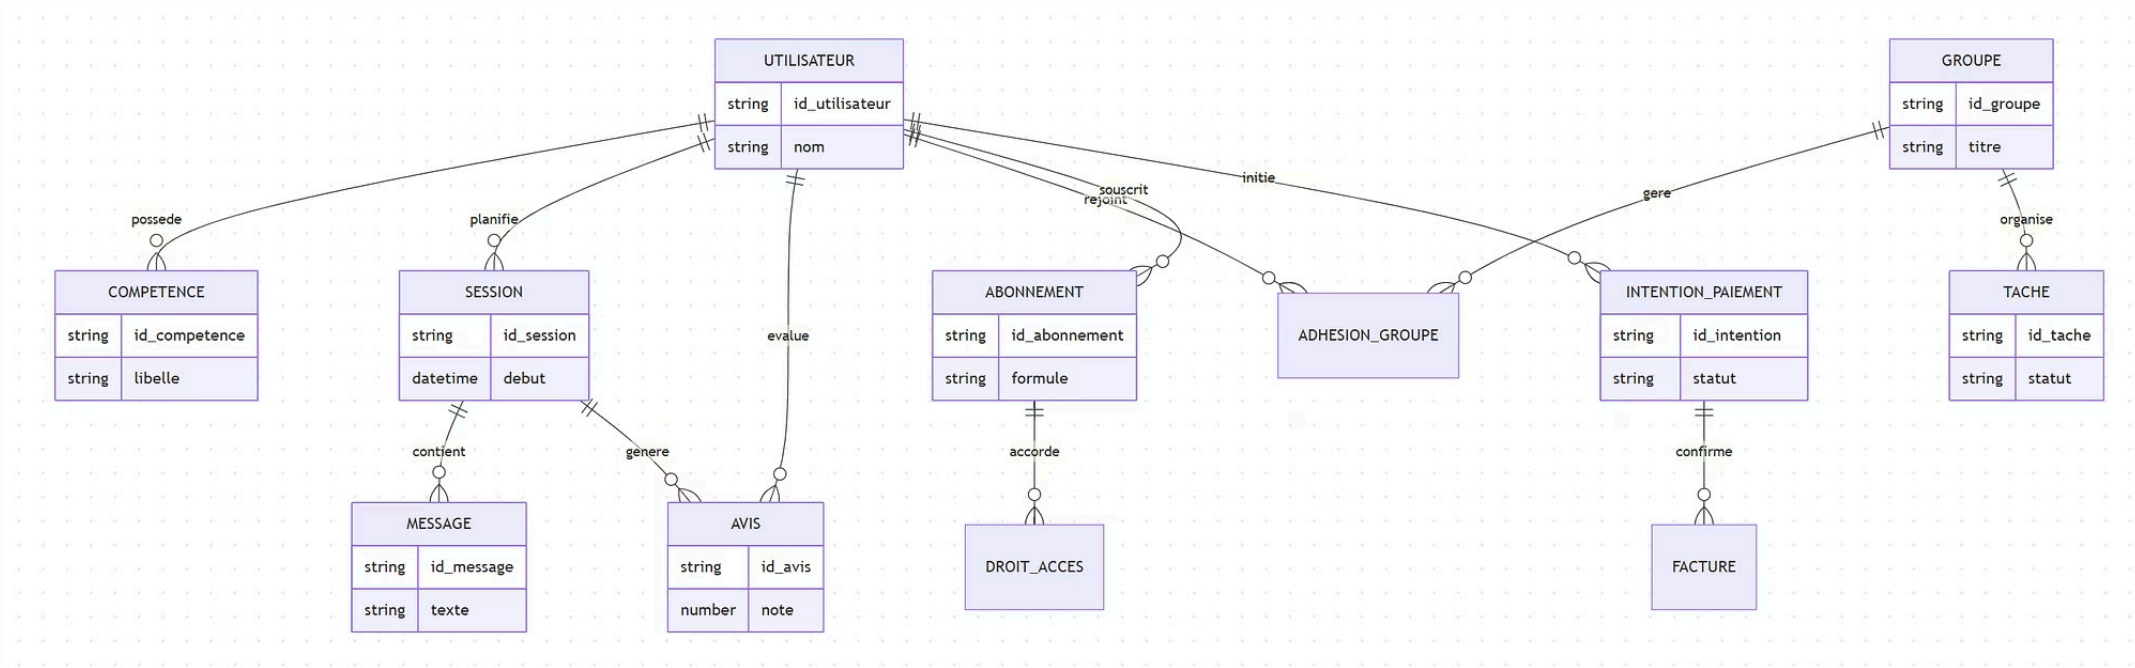 UTILISATEUR
string id_utilisateur
string nom
GROUPE
string id_groupe
string titre
possede
planifie
souscrit
rejoint
initie
gere
organise
COMPETENCE
string id_competence
string libelle
SESSION
string id_session
datetime debut
evalue
ABONNEMENT
string id_abonnement
string formule
ADHESION_GROUPE
INTENTION_PAIEMENT
string id_intention
string statut
TACHE
string id_tache
string statut
contient
genere
accorde
confirme
MESSAGE
string id_message
string texte
AVIS
string id_avis
number note
DROIT_ACCES
FACTURE